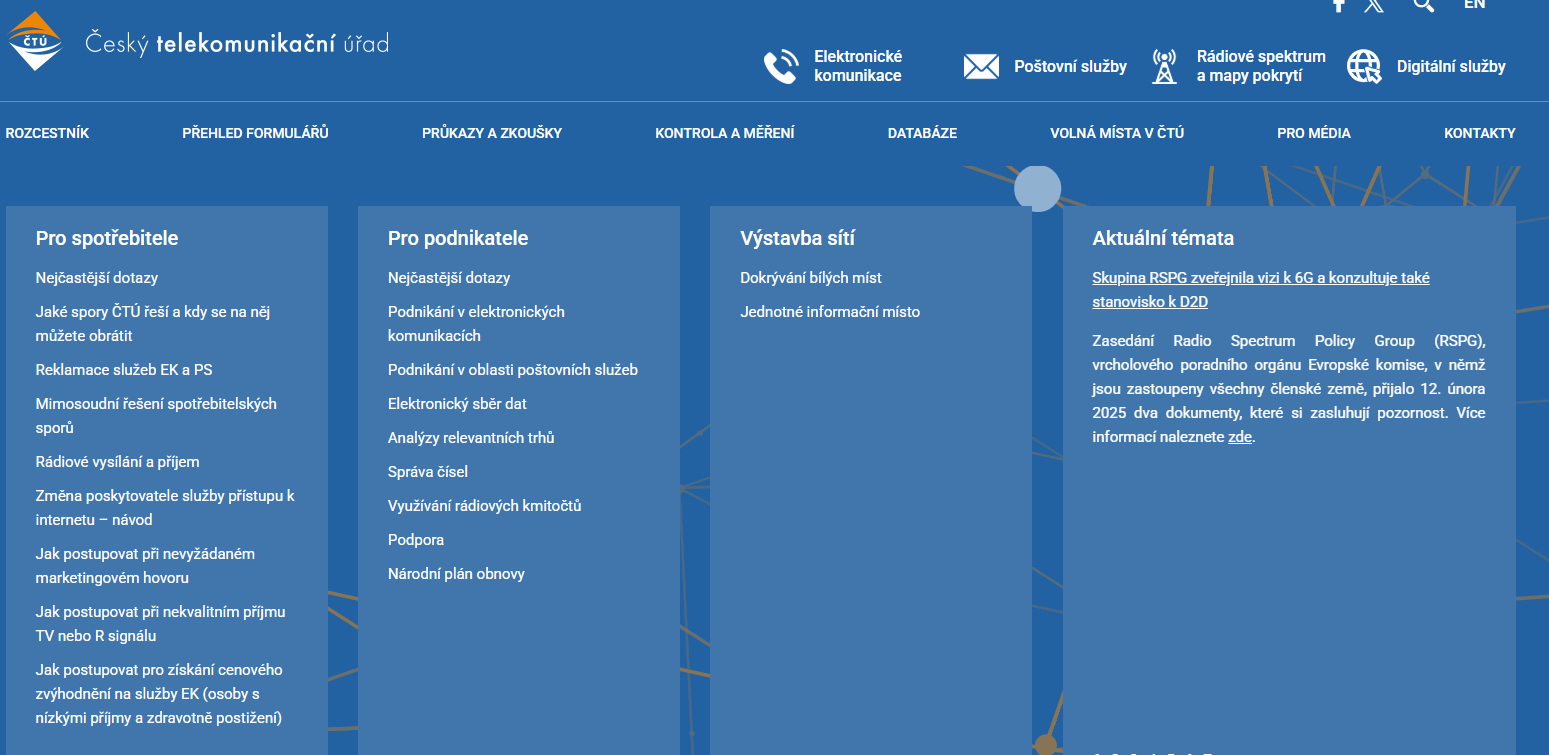 EN
ČTÚ
Český telekomunikační úřad
Elektronické
komunikace
Poštovní služby
Rádiové spektrum
a mapy pokrytí
Digitální služby
ROZCESTNÍK
PŘEHLED FORMULÁŘŮ
PRŮKAZY A ZKOUŠKY
KONTROLA A MĚŘENÍ
DATABÁZE
VOLNÁ MÍSTA V ČTÚ
PRO MÉDIA
KONTAKTY
Pro spotřebitele
Nejčastější dotazy
Jaké spory ČTÚ řeší a kdy se na něj
můžete obrátit
Reklamace služeb EK a PS
Mimosoudní řešení spotřebitelských
sporů
Rádiové vysílání a příjem
Změna poskytovatele služby přístupu k
internetu – návod
Jak postupovat při nevyžádaném
marketingovém hovoru
Jak postupovat při nekvalitním příjmu
TV nebo R signálu
Jak postupovat pro získání cenového
zvýhodnění na služby EK (osoby s
nízkými příjmy a zdravotně postižení)
Pro podnikatele
Nejčastější dotazy
Podnikání v elektronických
komunikacích
Podnikání v oblasti poštovních služeb
Elektronický sběr dat
Analýzy relevantních trhů
Správa čísel
Využívání rádiových kmitočtů
Podpora
Národní plán obnovy
Výstavba sítí
Dokrývání bílých míst
Jednotné informační místo
Aktuální témata
Skupina RSPG zveřejnila vizi k 6G a konzultuje také
stanovisko k D2D
Zasedání Radio Spectrum Policy Group (RSPG),
vrcholového poradního orgánu Evropské komise, v němž
jsou zastoupeny všechny členské země, přijalo 12. února
2025 dva dokumenty, které si zasluhují pozornost. Více
informací naleznete zde.